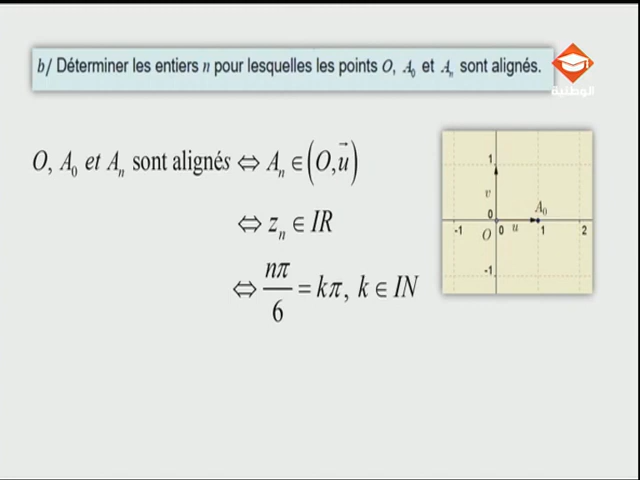 b/ Déterminer les entiers n pour lesquelles les points O, A₀ et Aₙ sont alignés.
الوطنية
O, A₀ et Aₙ sont alignés ⇔ Aₙ ∈ (O, u⃗)
⇔ zₙ ∈ IR
⇔ nπ/6 = kπ, k ∈ IN
1
v
0
A₀
-1 O 0 u 1 2
-1